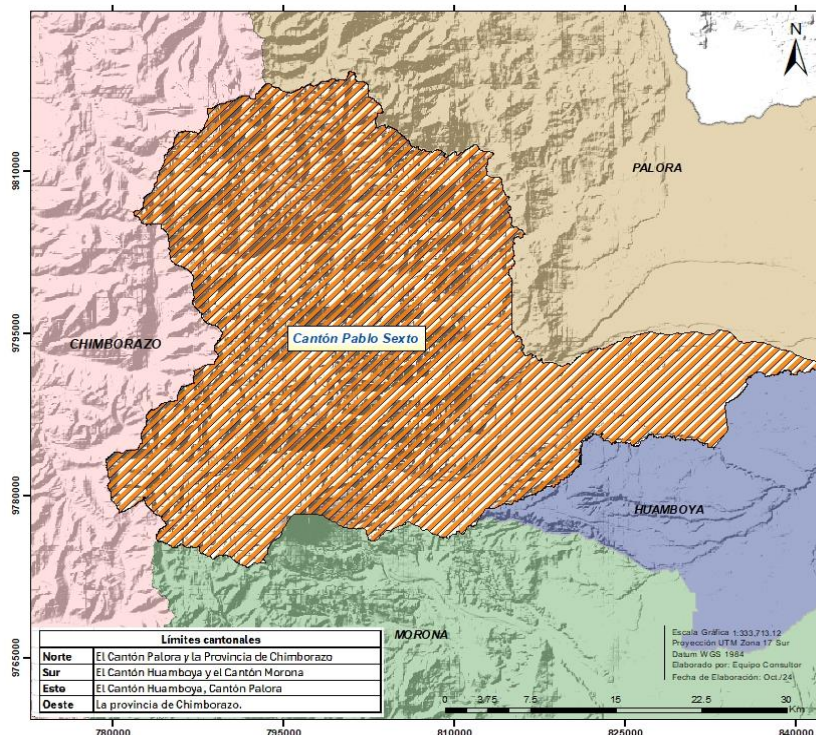 N
9810000
9795000
9780000
9765000
PALORA
Cantón Pablo Sexto
CHIMBORAZO
HUAMBOYA
MORONA
Límites cantonales
Norte El Cantón Palora y la Provincia de Chimborazo
Sur El Cantón Huamboya y el Cantón Morona
Este El Cantón Huamboya, Cantón Palora
Oeste La provincia de Chimborazo.
Escala Gráfica 1:333,713.12
Proyección UTM Zona 17 Sur
Datum WGS 1984
Elaborado por: Equipo Consultor
Fecha de Elaboración: Oct./24
0 3.75 7.5 15 22.5 30
Km
780000 795000 810000 825000 840000